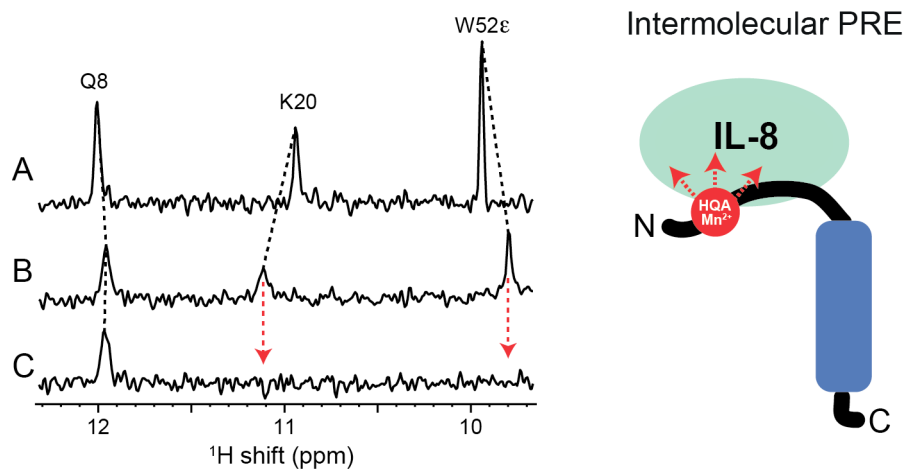 Q8
K20
W52ε
A
B
C
12
11
10
¹H shift (ppm)
Intermolecular PRE
IL-8
HQA
Mn²⁺
N
C